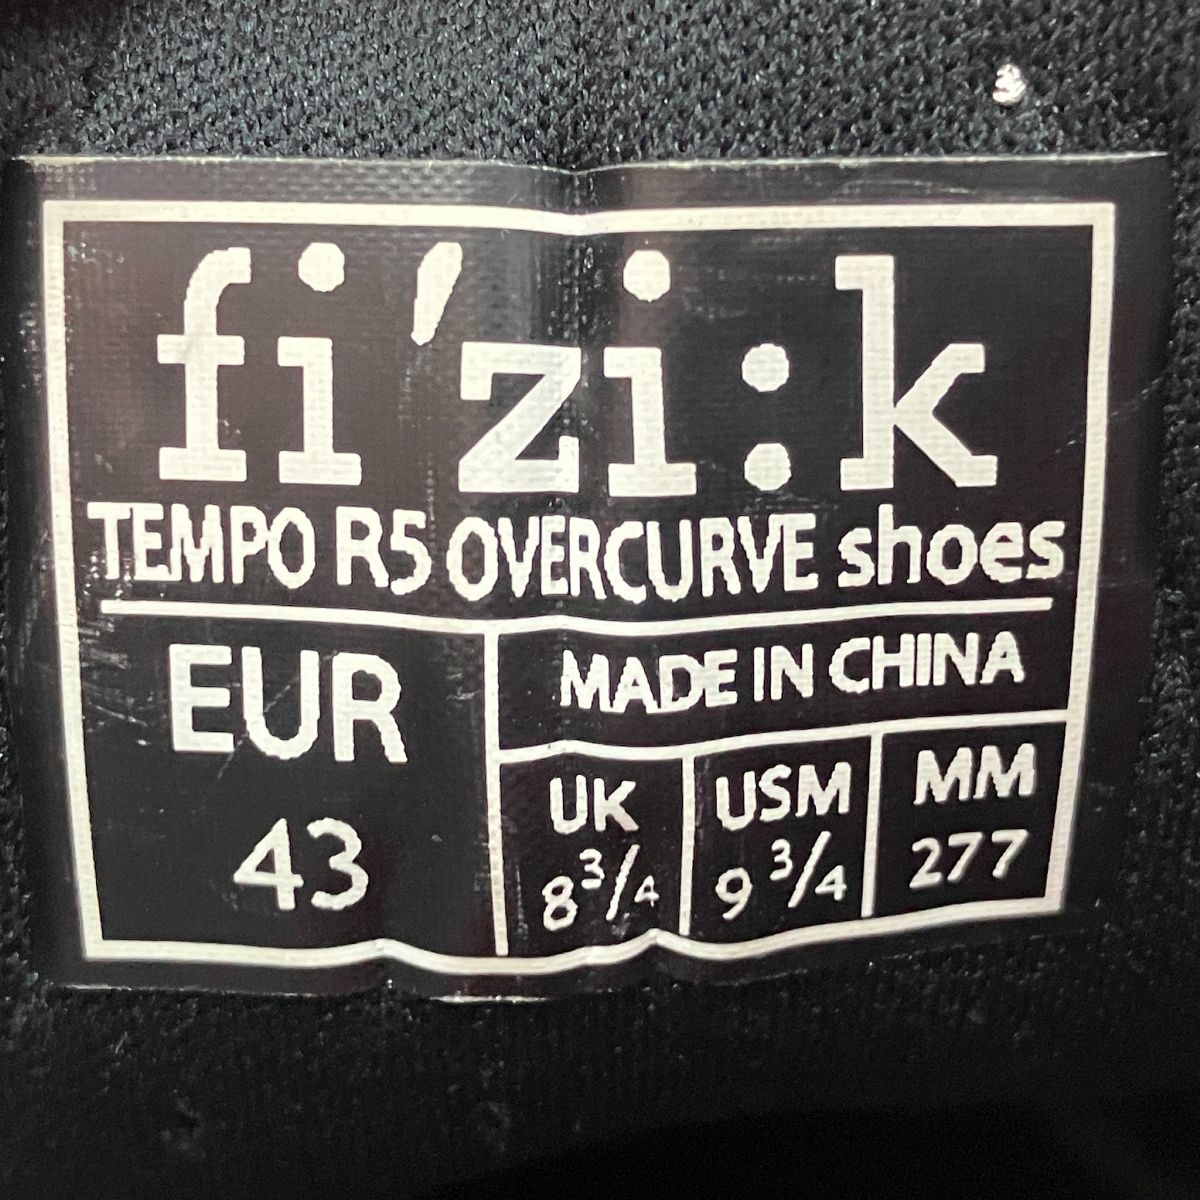 fi'zi:k
TEMPO R5 OVERCURVE shoes
EUR
43
MADE IN CHINA
UK
8 3/4
USM
9 3/4
MM
277